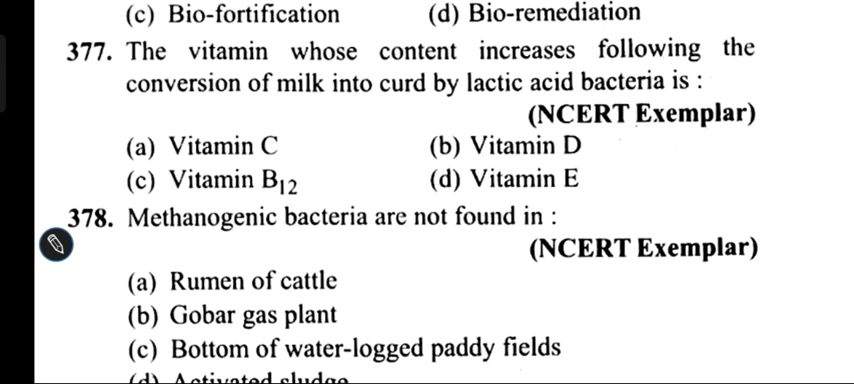 (c) Bio-fortification (d) Bio-remediation
377. The vitamin whose content increases following the
conversion of milk into curd by lactic acid bacteria is :
(NCERT Exemplar)
(a) Vitamin C (b) Vitamin D
(c) Vitamin B12 (d) Vitamin E
378. Methanogenic bacteria are not found in :
(NCERT Exemplar)
(a) Rumen of cattle
(b) Gobar gas plant
(c) Bottom of water-logged paddy fields
(d) Activated sludge